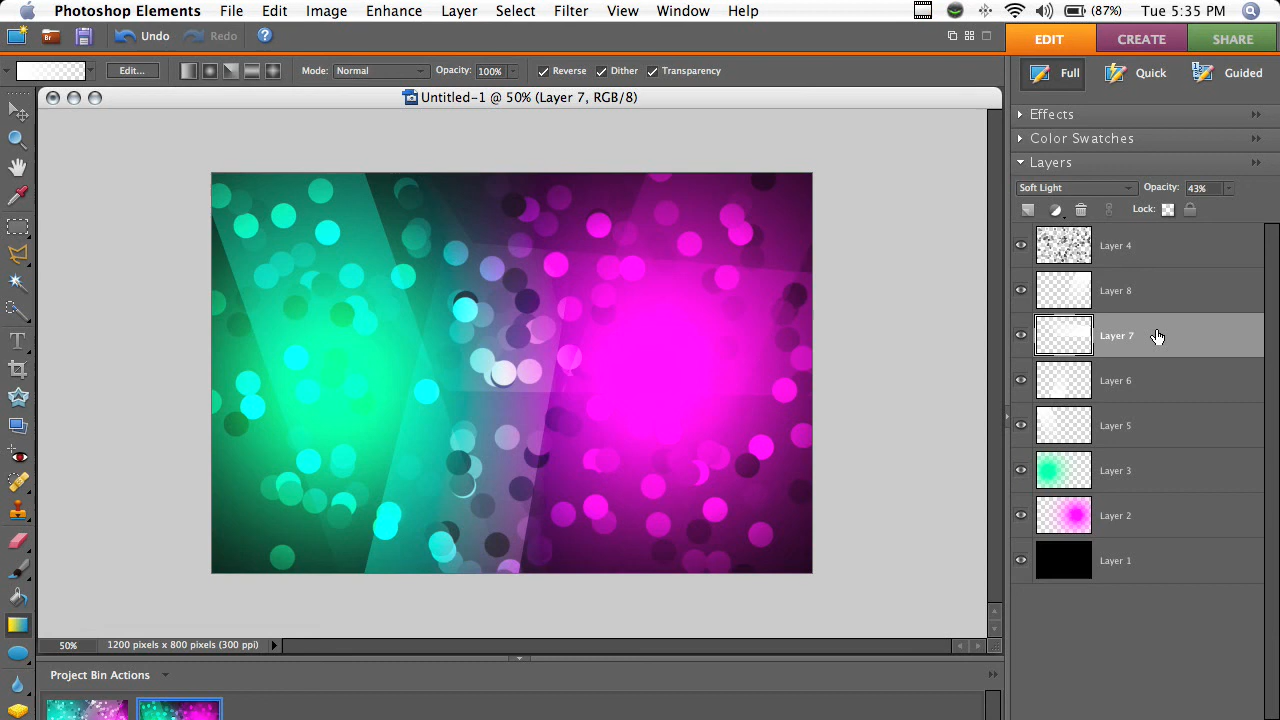 Photoshop Elements File Edit Image Enhance Layer Select Filter View Window Help (87%) Tue 5:35 PM
Br Undo Redo ? EDIT CREATE SHARE
Edit... Mode: Normal Opacity: 100% Reverse Dither Transparency Full Quick Guided
Untitled-1 @ 50% (Layer 7, RGB/8)
Effects
Color Swatches
Layers
Soft Light Opacity: 43%
Lock:
Layer 4
Layer 8
Layer 7
Layer 6
Layer 5
Layer 3
Layer 2
Layer 1
50% 1200 pixels x 800 pixels (300 ppi)
Project Bin Actions